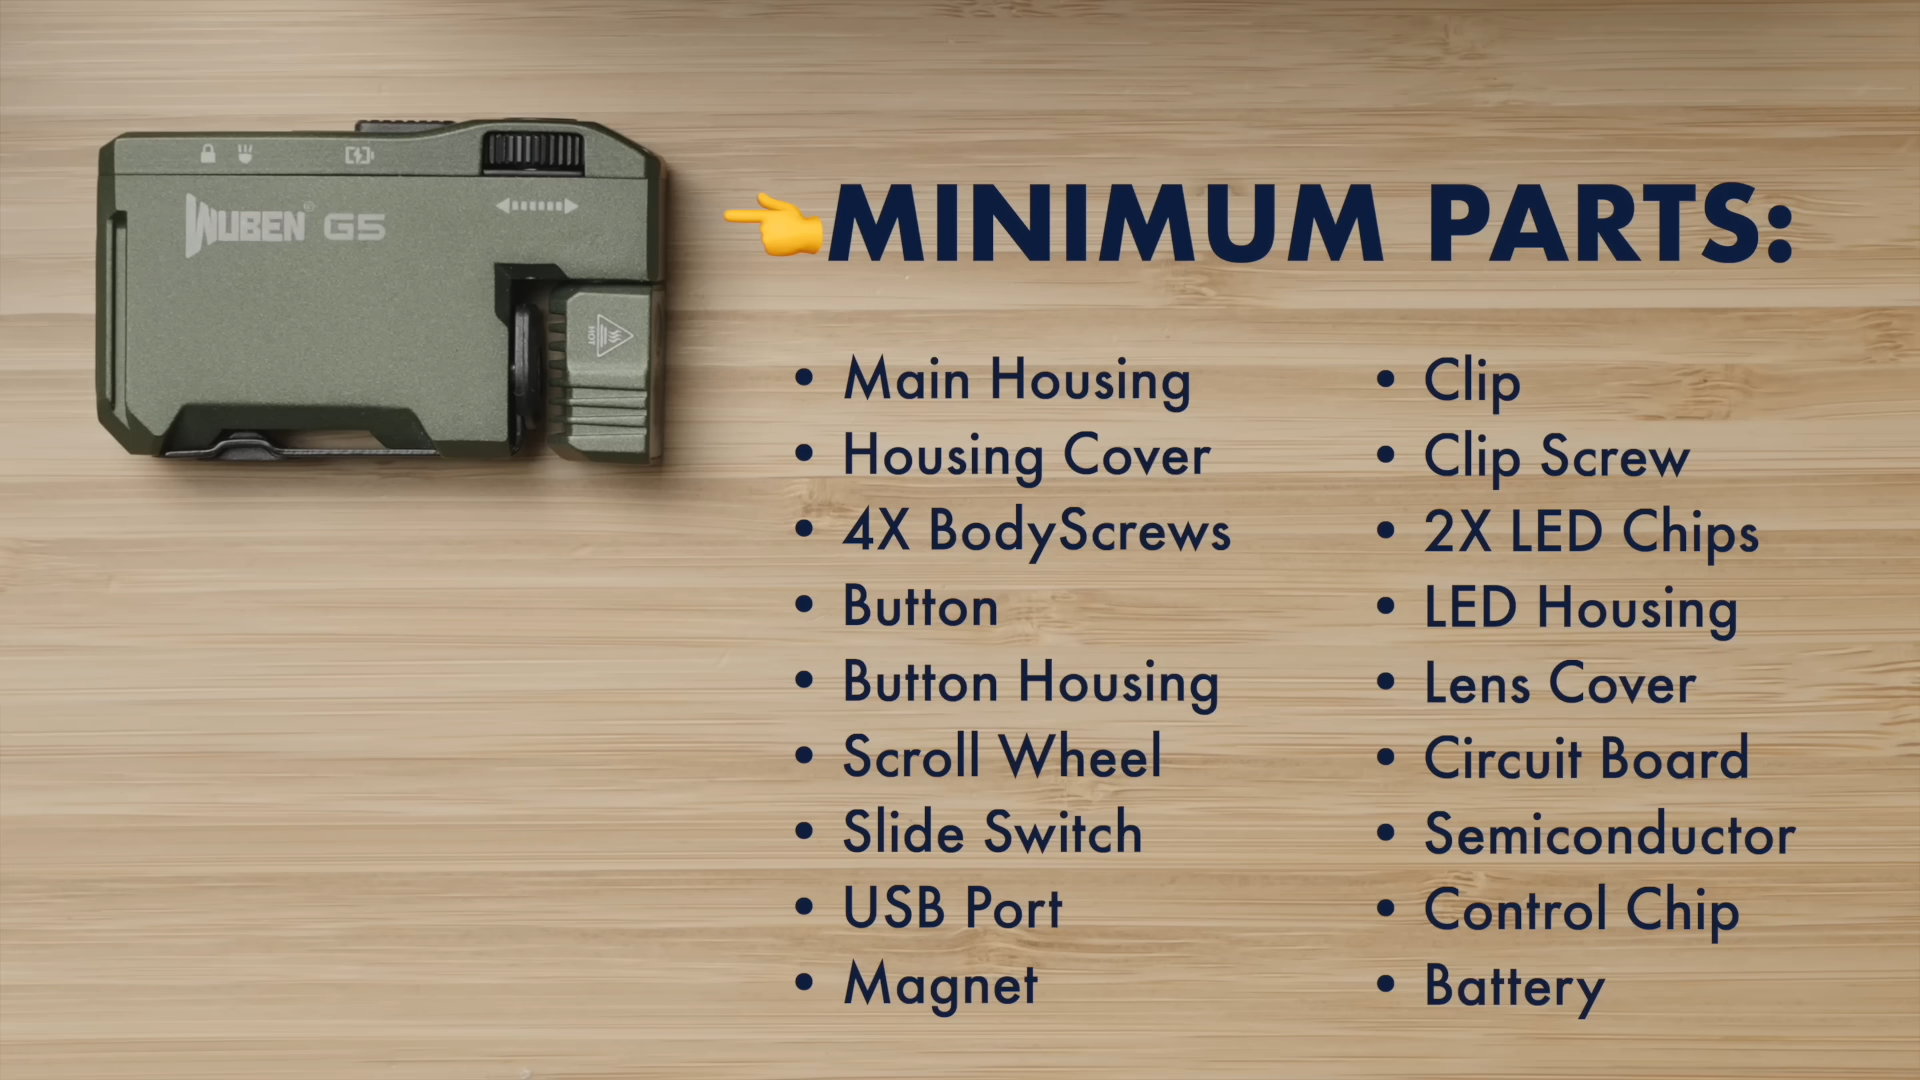 WUBEN® G5
HOT
MINIMUM PARTS:
• Main Housing
• Housing Cover
• 4X BodyScrews
• Button
• Button Housing
• Scroll Wheel
• Slide Switch
• USB Port
• Magnet
• Clip
• Clip Screw
• 2X LED Chips
• LED Housing
• Lens Cover
• Circuit Board
• Semiconductor
• Control Chip
• Battery